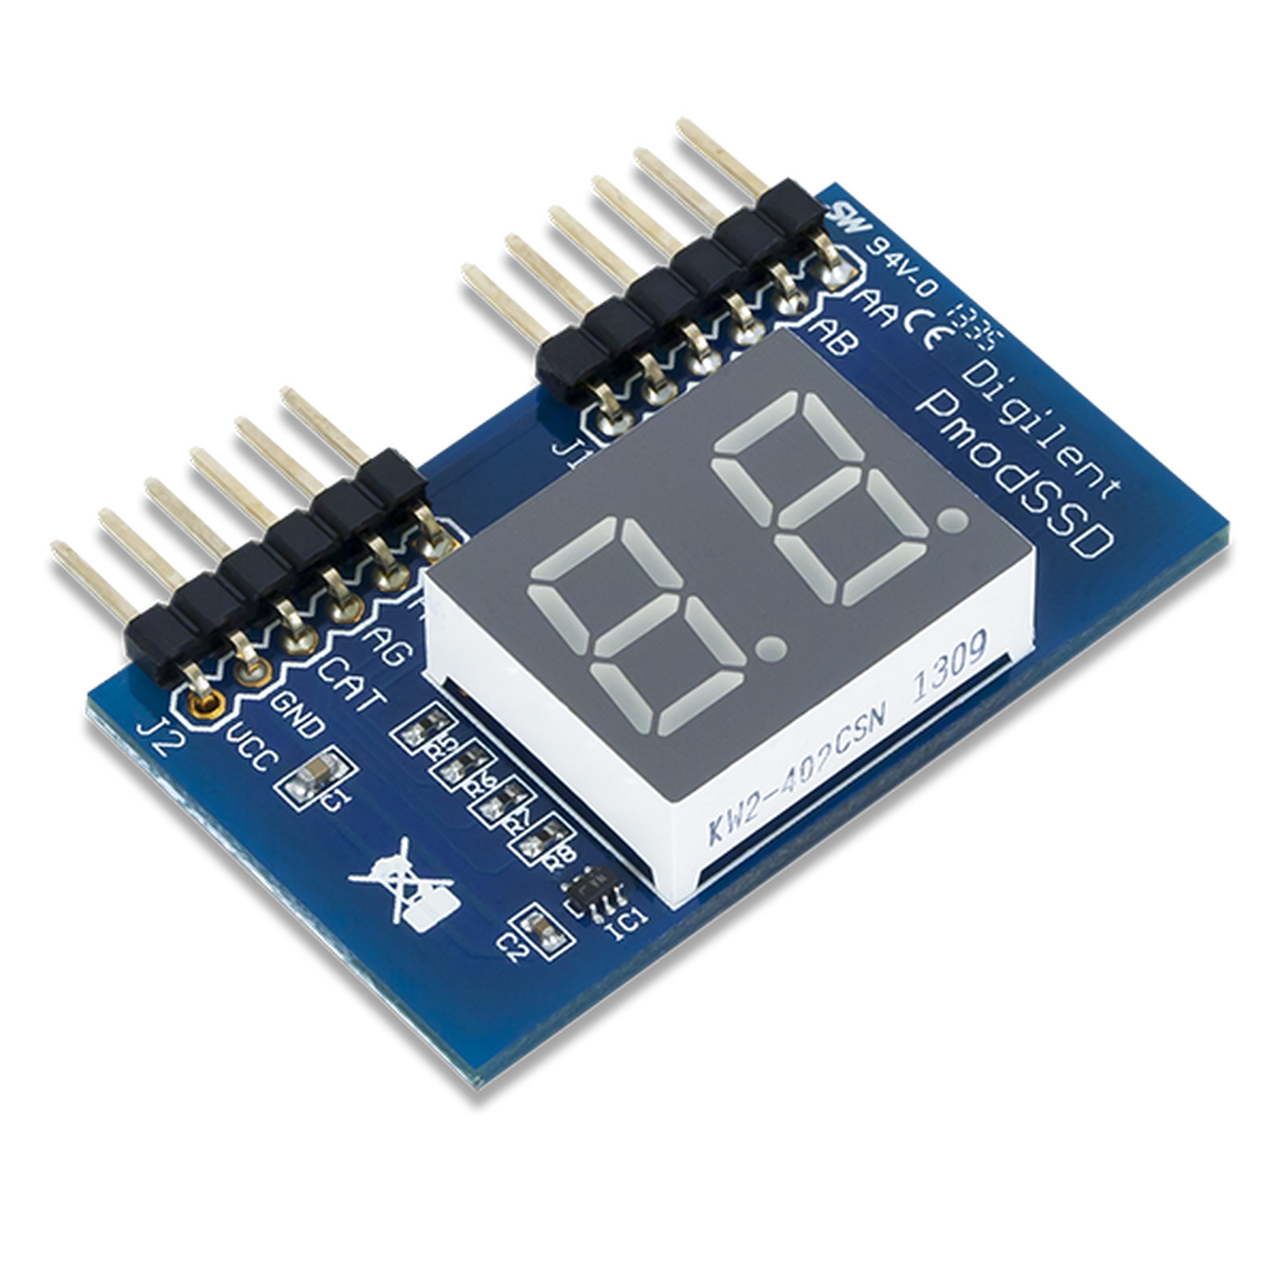 SW 94V-0 1335
AA CE
AB
Digilent
PmodSSD
J1
AG
CAT
GND
VCC
J2
C1
R5
R6
R7
R8
IC1
C2
KW2-402CSN 1309